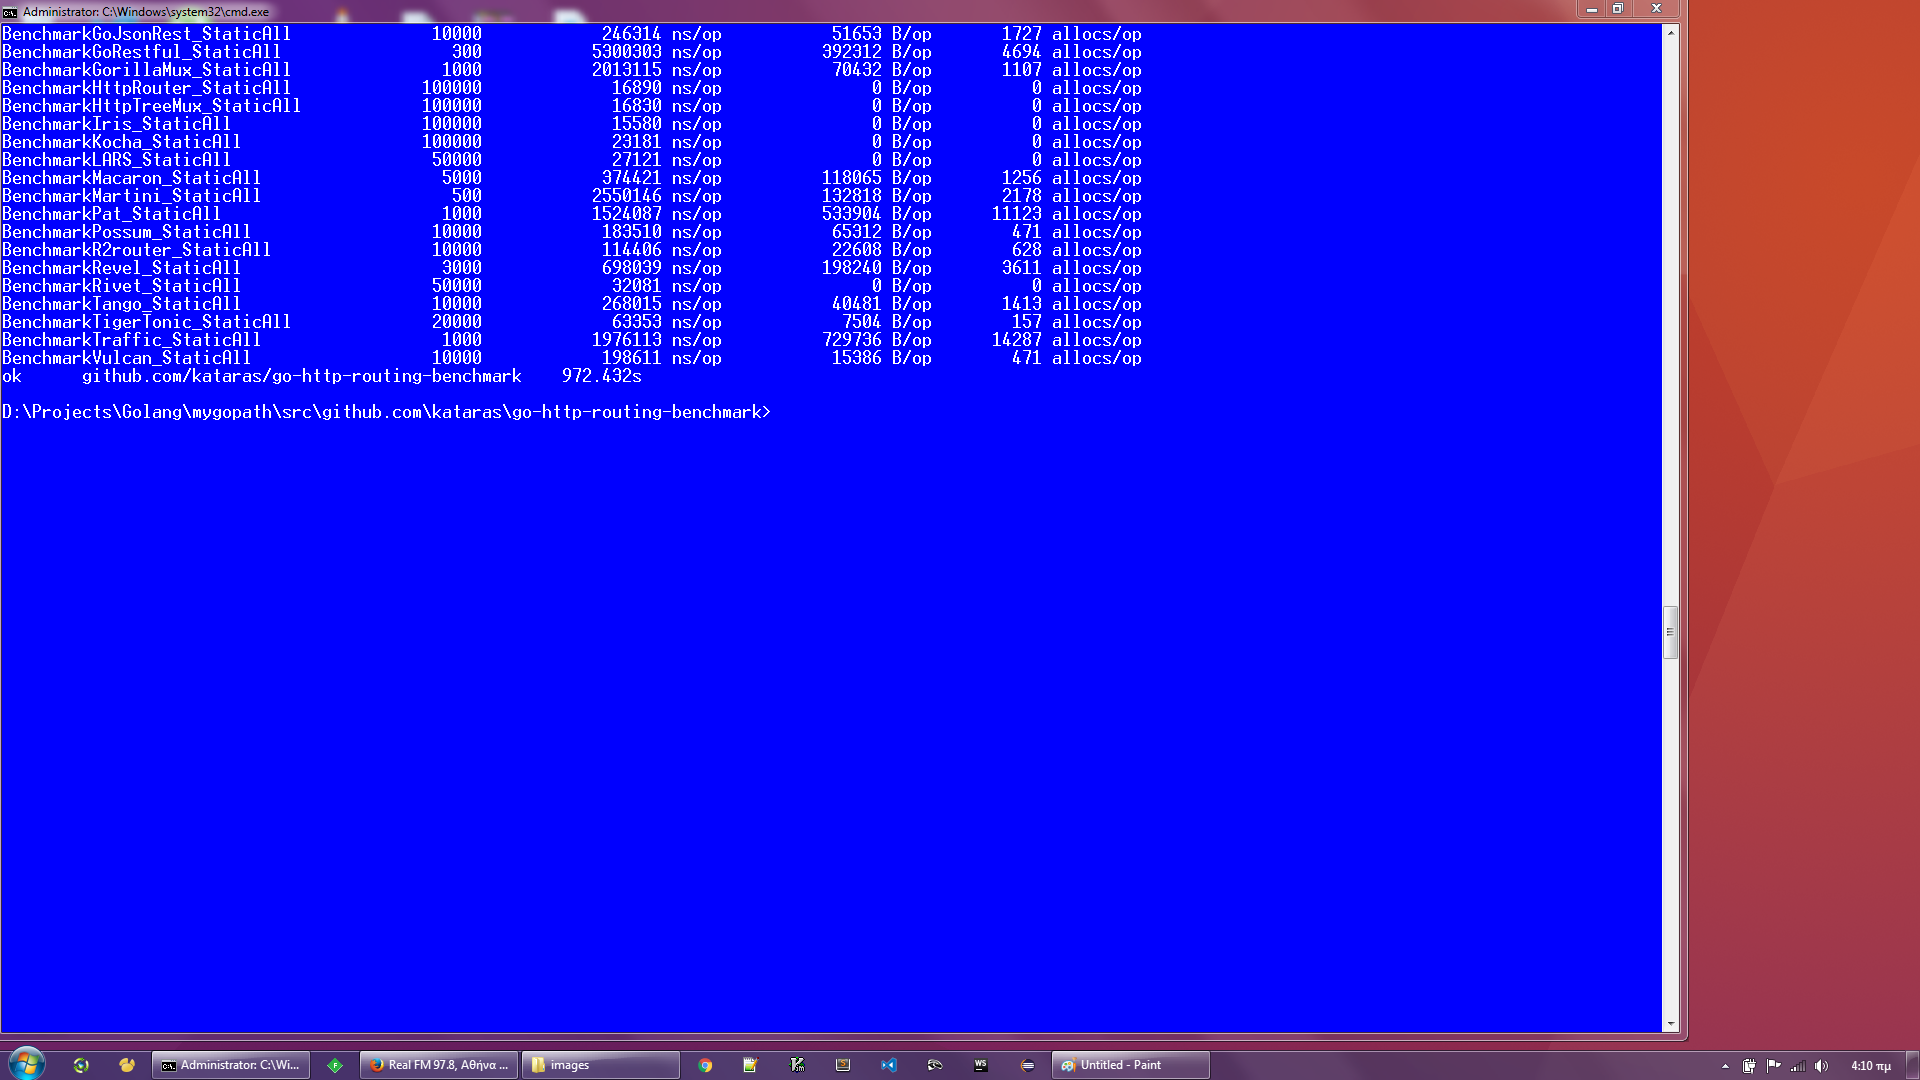 Administrator: C:\Windows\system32\cmd.exe
BenchmarkGoJsonRest_StaticAll 10000 246314 ns/op 51653 B/op 1727 allocs/op
BenchmarkGoRestful_StaticAll 300 5300303 ns/op 392312 B/op 4694 allocs/op
BenchmarkGorillaMux_StaticAll 1000 2013115 ns/op 70432 B/op 1107 allocs/op
BenchmarkHttpRouter_StaticAll 100000 16890 ns/op 0 B/op 0 allocs/op
BenchmarkHttpTreeMux_StaticAll 100000 16830 ns/op 0 B/op 0 allocs/op
BenchmarkIris_StaticAll 100000 15580 ns/op 0 B/op 0 allocs/op
BenchmarkKocha_StaticAll 100000 23181 ns/op 0 B/op 0 allocs/op
BenchmarkLARS_StaticAll 50000 27121 ns/op 0 B/op 0 allocs/op
BenchmarkMacaron_StaticAll 5000 374421 ns/op 118065 B/op 1256 allocs/op
BenchmarkMartini_StaticAll 500 2550146 ns/op 132818 B/op 2178 allocs/op
BenchmarkPat_StaticAll 1000 1524087 ns/op 533904 B/op 11123 allocs/op
BenchmarkPossum_StaticAll 10000 183510 ns/op 65312 B/op 471 allocs/op
BenchmarkR2router_StaticAll 10000 114406 ns/op 22608 B/op 628 allocs/op
BenchmarkRevel_StaticAll 3000 698039 ns/op 198240 B/op 3611 allocs/op
BenchmarkRivet_StaticAll 50000 32081 ns/op 0 B/op 0 allocs/op
BenchmarkTango_StaticAll 10000 268015 ns/op 40481 B/op 1413 allocs/op
BenchmarkTigerTonic_StaticAll 20000 63353 ns/op 7504 B/op 157 allocs/op
BenchmarkTraffic_StaticAll 1000 1976113 ns/op 729736 B/op 14287 allocs/op
BenchmarkVulcan_StaticAll 10000 198611 ns/op 15386 B/op 471 allocs/op
ok github.com/kataras/go-http-routing-benchmark 972.432s
D:\Projects\Golang\mygopath\src\github.com\kataras\go-http-routing-benchmark>
Administrator: C:\Wi... Real FM 97.8, Αθήνα ... images WS Untitled - Paint 4:10 πμ